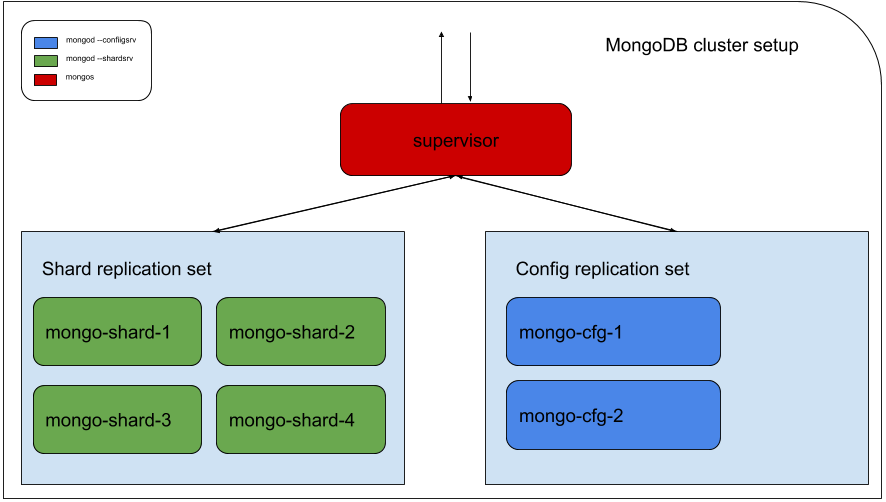 mongod --confiigsrv
mongod --shardsrv
mongos
MongoDB cluster setup
supervisor
Shard replication set
mongo-shard-1
mongo-shard-2
mongo-shard-3
mongo-shard-4
Config replication set
mongo-cfg-1
mongo-cfg-2